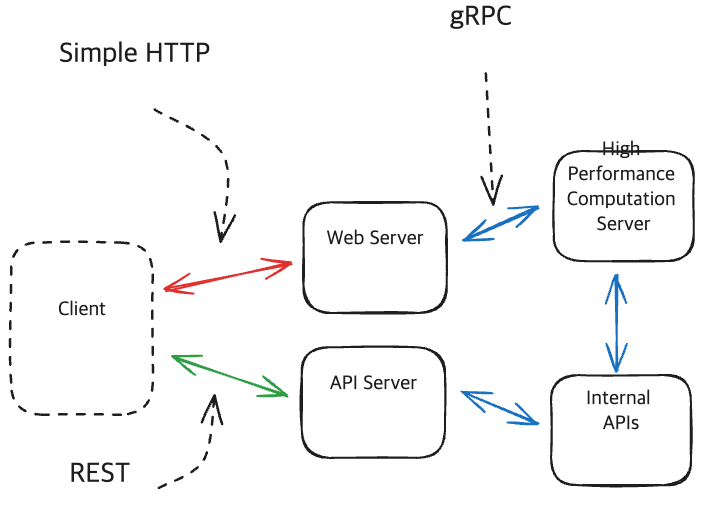 gRPC
Simple HTTP
High
Performance
Computation
Server
Web Server
Client
API Server
Internal
APIs
REST